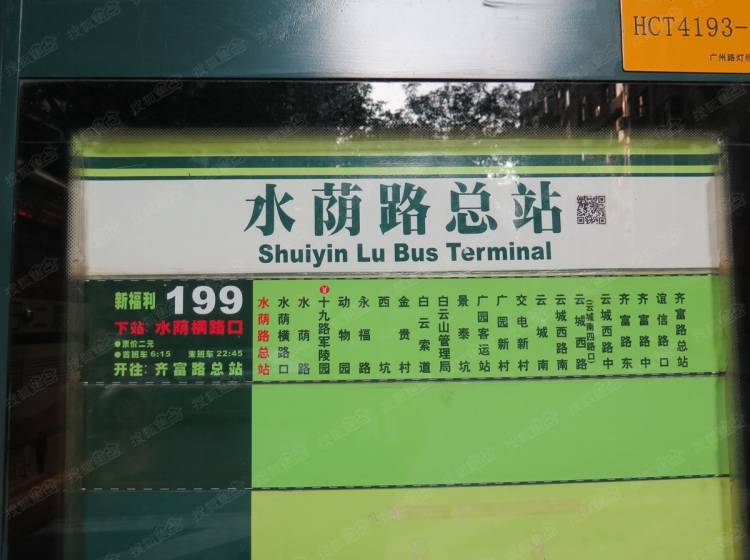 HCT4193-
广州路灯所
水荫路总站
Shuiyin Lu Bus Terminal
新福利 199
下站: 水荫横路口
●票价二元
●首班车 6:15 末班车 22:45
开往: 齐富路总站
水荫路总站
水荫横路口
水荫路
十九路军陵园
动物园
永福路
西坑
金贵村
白云索道
白云山管理局
景泰坑
广园客运站
广园新村
交电新村
云城南
云城西路南
云城西路
(云城南四路口)
云城西路中
齐富路东
齐富路中
谊信路口
齐富路总站